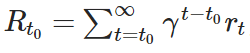 R_{t_0} = \sum_{t=t_0}^{\infty} \gamma^{t-t_0} r_t